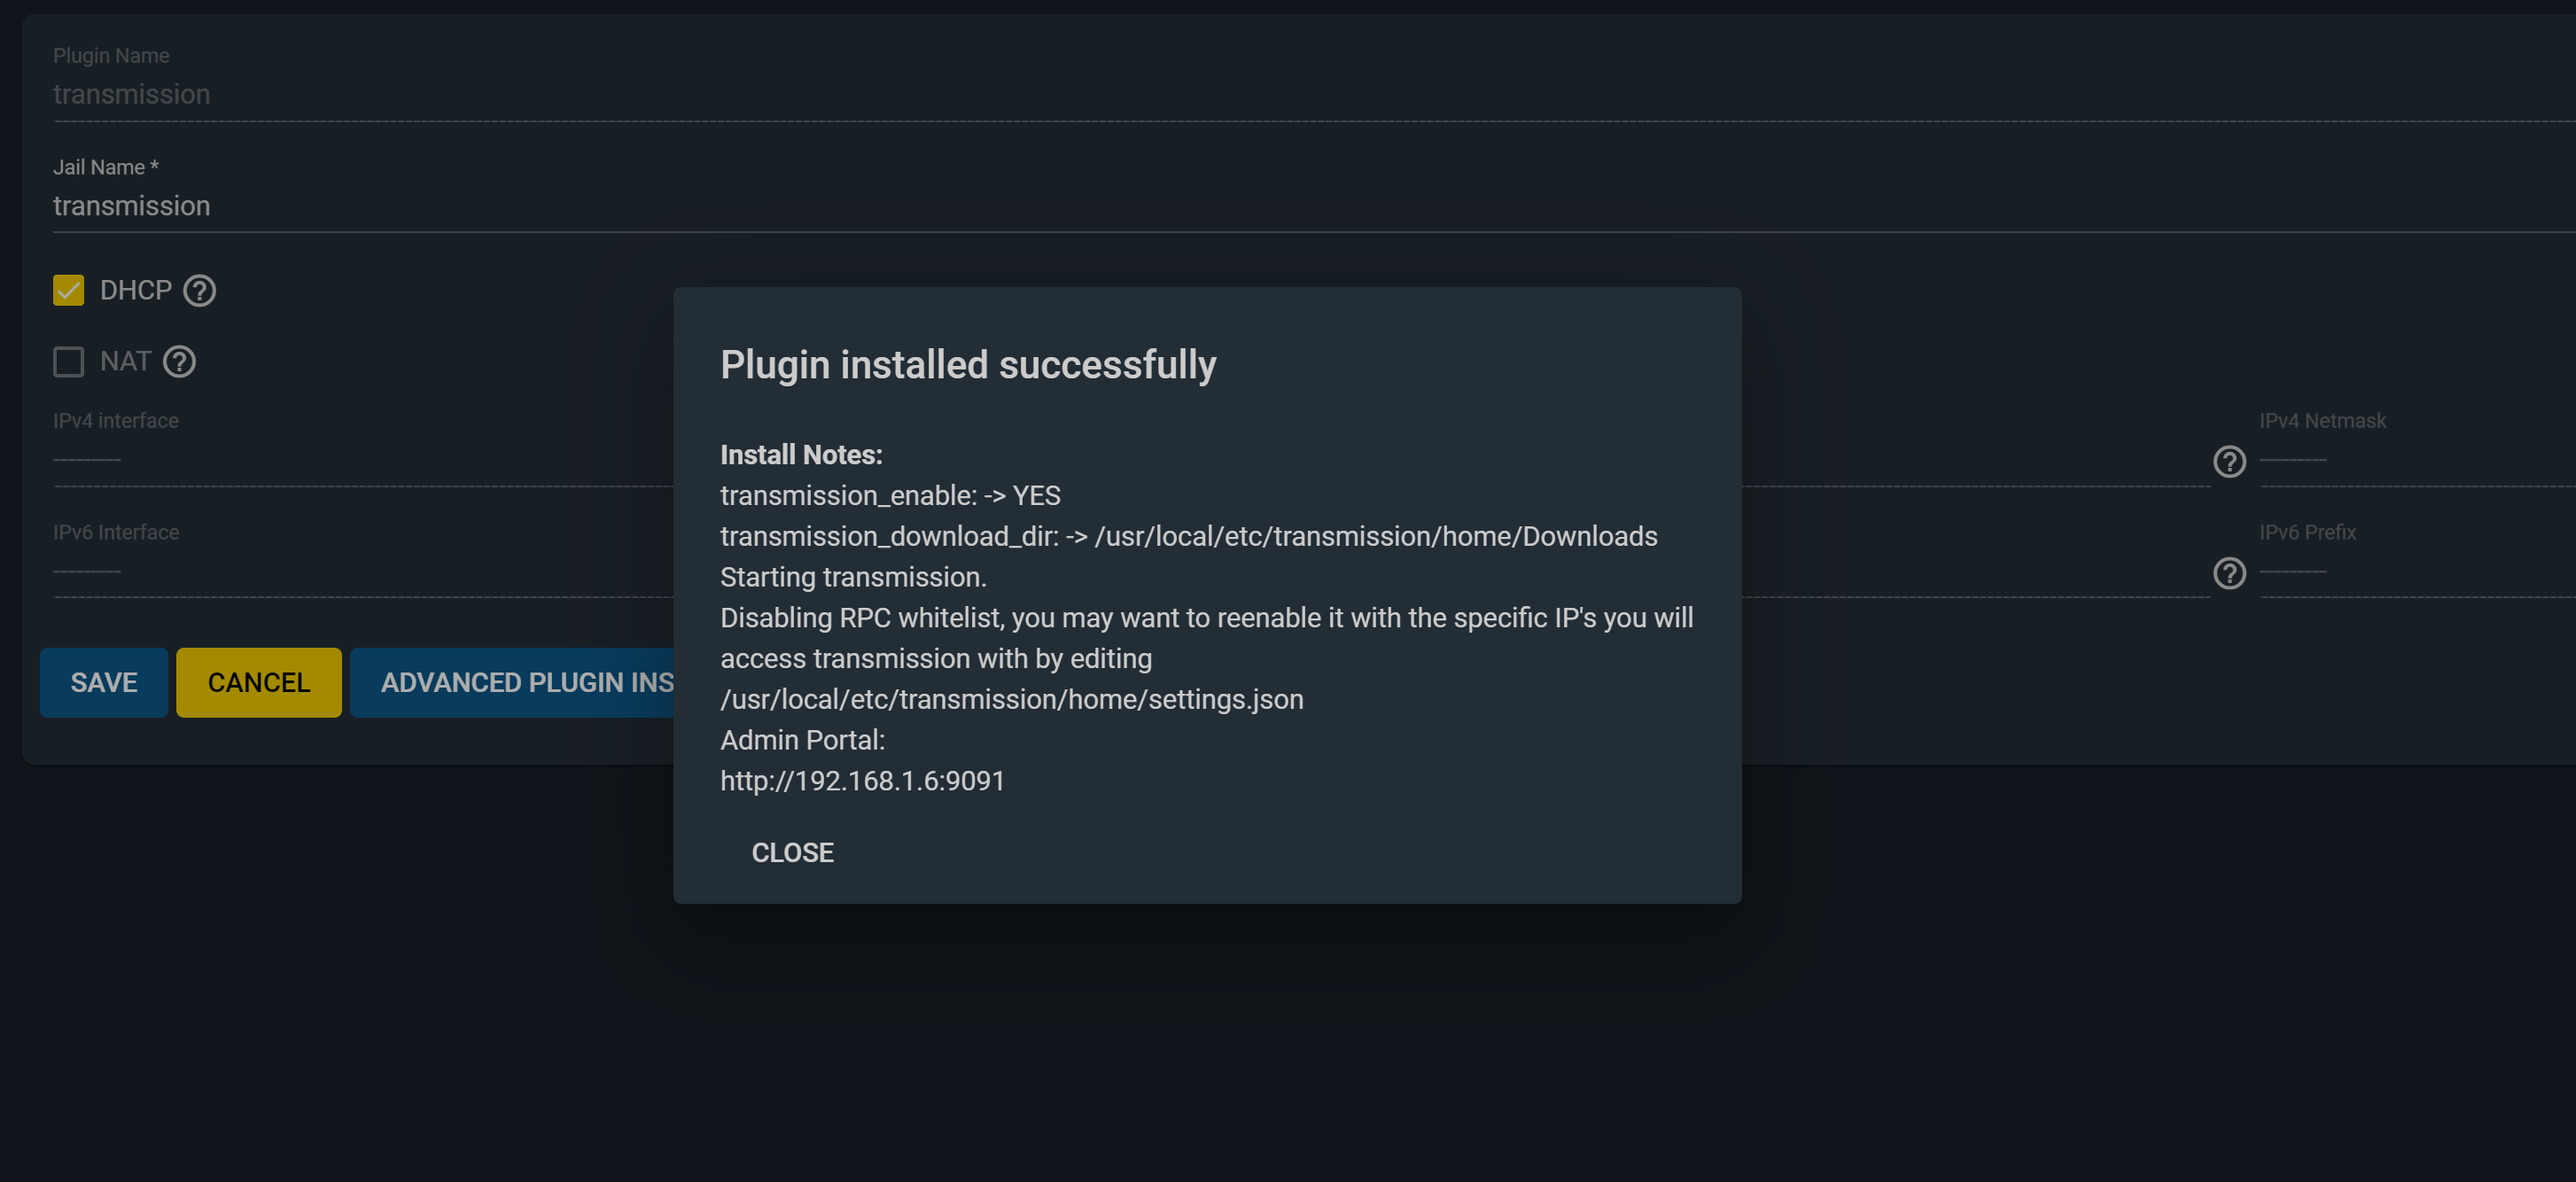 Plugin Name
transmission
Jail Name *
transmission
DHCP
NAT
IPv4 interface
---------
IPv4 Netmask
---------
IPv6 Interface
---------
IPv6 Prefix
---------
SAVE
CANCEL
ADVANCED PLUGIN INS
Plugin installed successfully
Install Notes:
transmission_enable: -> YES
transmission_download_dir: -> /usr/local/etc/transmission/home/Downloads
Starting transmission.
Disabling RPC whitelist, you may want to reenable it with the specific IP's you will
access transmission with by editing
/usr/local/etc/transmission/home/settings.json
Admin Portal:
http://192.168.1.6:9091
CLOSE